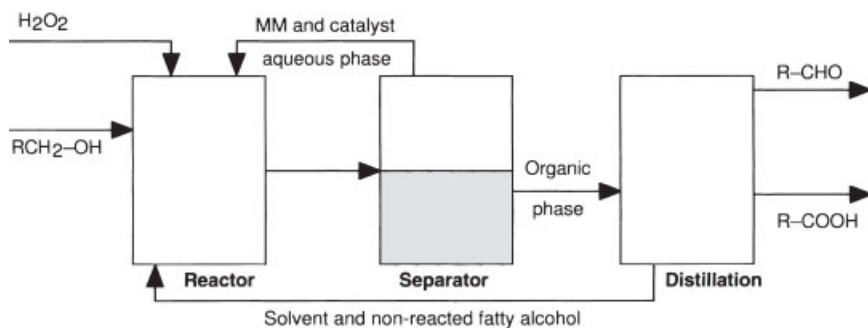 H2O2
MM and catalyst
aqueous phase
R–CHO
RCH2–OH
Organic
phase
R–COOH
Reactor
Separator
Distillation
Solvent and non-reacted fatty alcohol